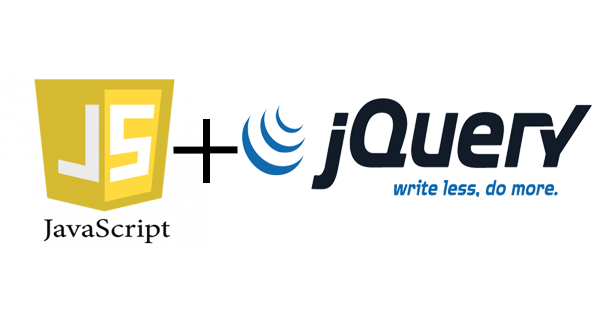 JS
JavaScript
+
jQuery
write less, do more.